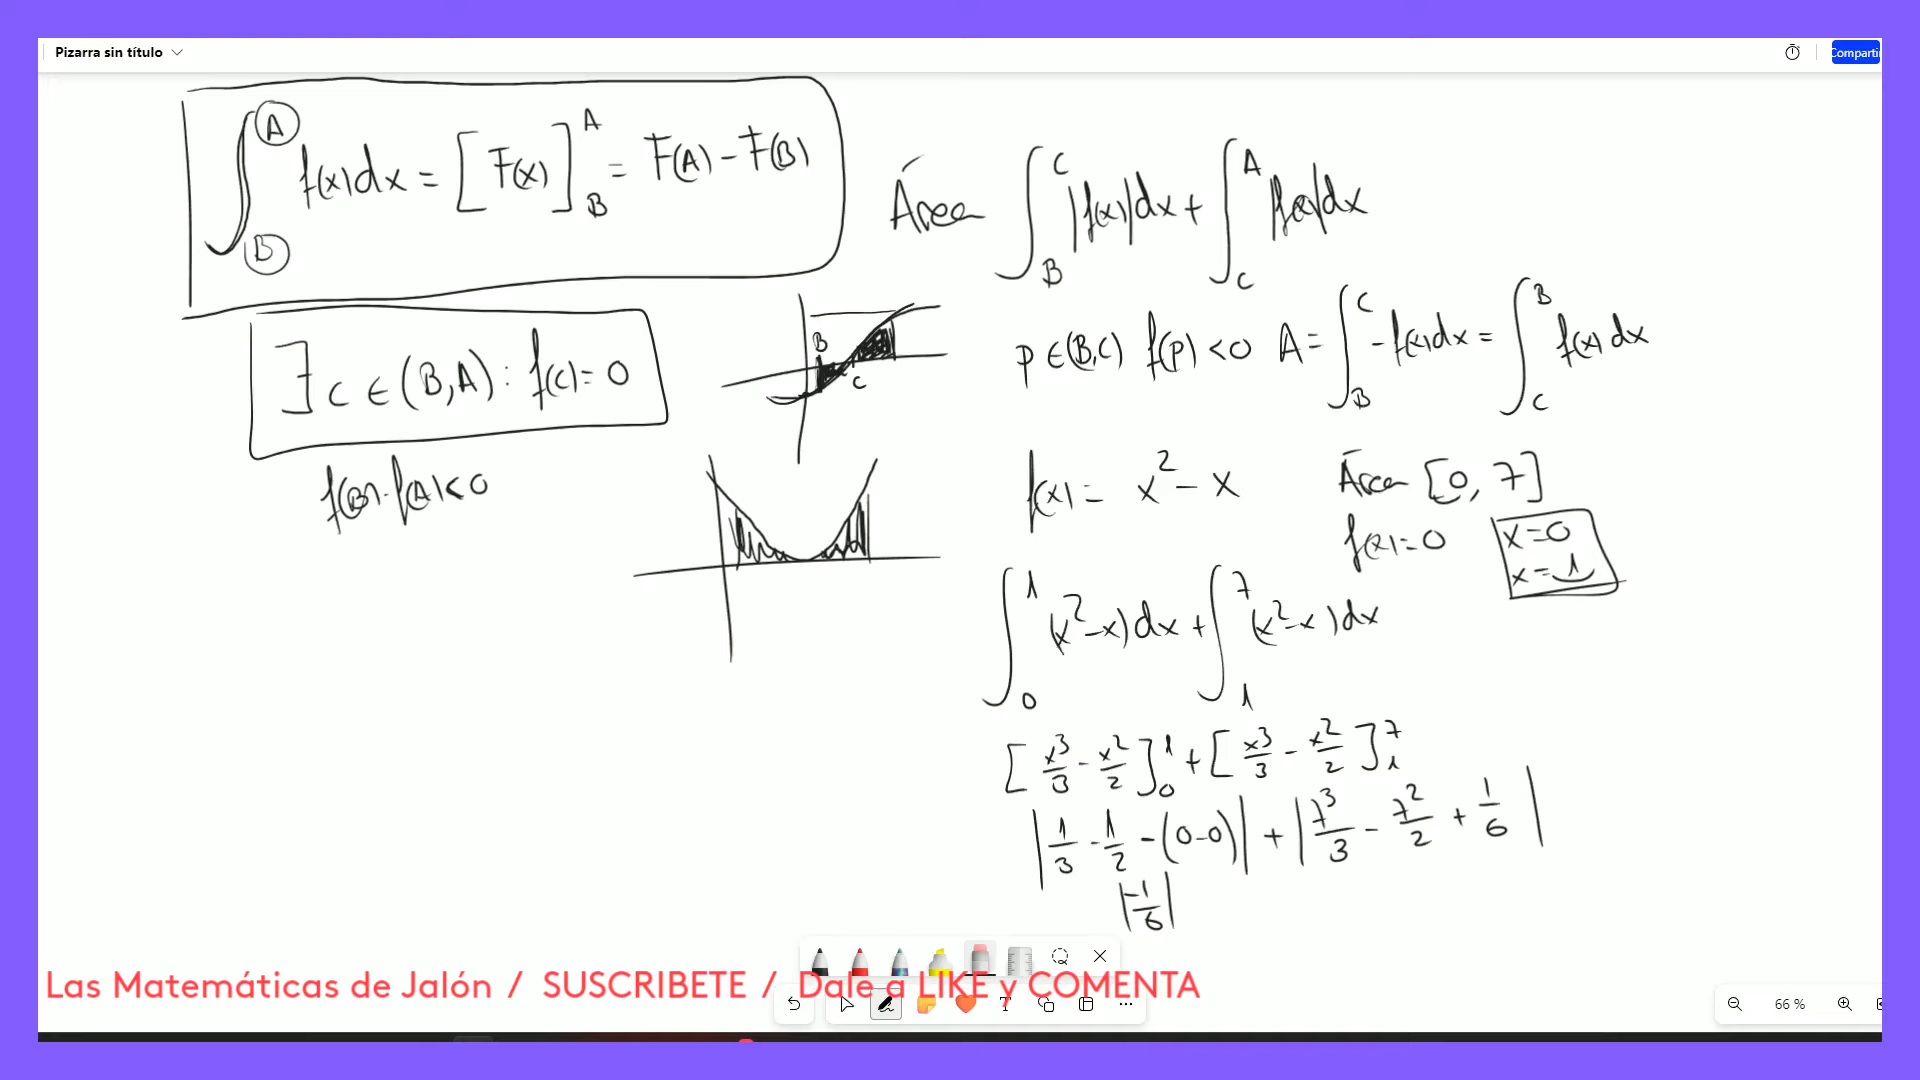 Pizarra sin título
Comparti
∫_B^A f(x)dx = [F(x)]_B^A = F(A) - F(B)
∃ c ∈ (B,A) : f(c) = 0
f(B)·f(A) < 0
B
C
Área ∫_B^C |f(x)|dx + ∫_C^A |f(x)|dx
p ∈ (B,C) f(p) < 0 A = ∫_B^C -f(x)dx = ∫_C^B f(x)dx
f(x) = x² - x Área [0, 7]
f(x) = 0 x = 0
x = 1
∫_0^1 (x² - x)dx + ∫_1^7 (x² - x)dx
[x³/3 - x²/2]_0^1 + [x³/3 - x²/2]_1^7
|1/3 - 1/2 - (0-0)| + |7³/3 - 7²/2 + 1/6|
|-1/6|
Las Matemáticas de Jalón / SUSCRIBETE / Dale a LIKE y COMENTA
66 %